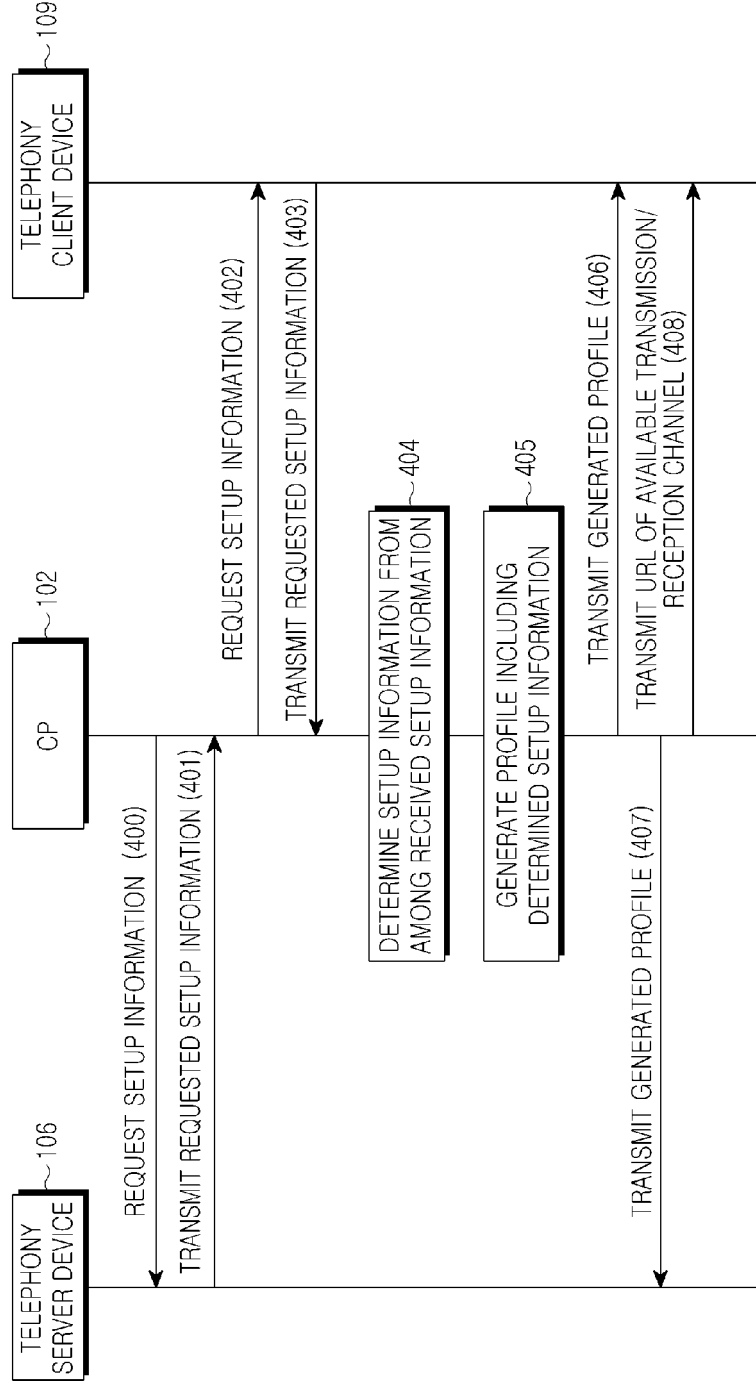 TELEPHONY
SERVER DEVICE
106
CP
102
TELEPHONY
CLIENT DEVICE
109
REQUEST SETUP INFORMATION (400)
TRANSMIT REQUESTED SETUP INFORMATION (401)
REQUEST SETUP INFORMATION (402)
TRANSMIT REQUESTED SETUP INFORMATION (403)
DETERMINE SETUP INFORMATION FROM
AMONG RECEIVED SETUP INFORMATION
404
GENERATE PROFILE INCLUDING
DETERMINED SETUP INFORMATION
405
TRANSMIT GENERATED PROFILE (406)
TRANSMIT GENERATED PROFILE (407)
TRANSMIT URL OF AVAILABLE TRANSMISSION/
RECEPTION CHANNEL (408)